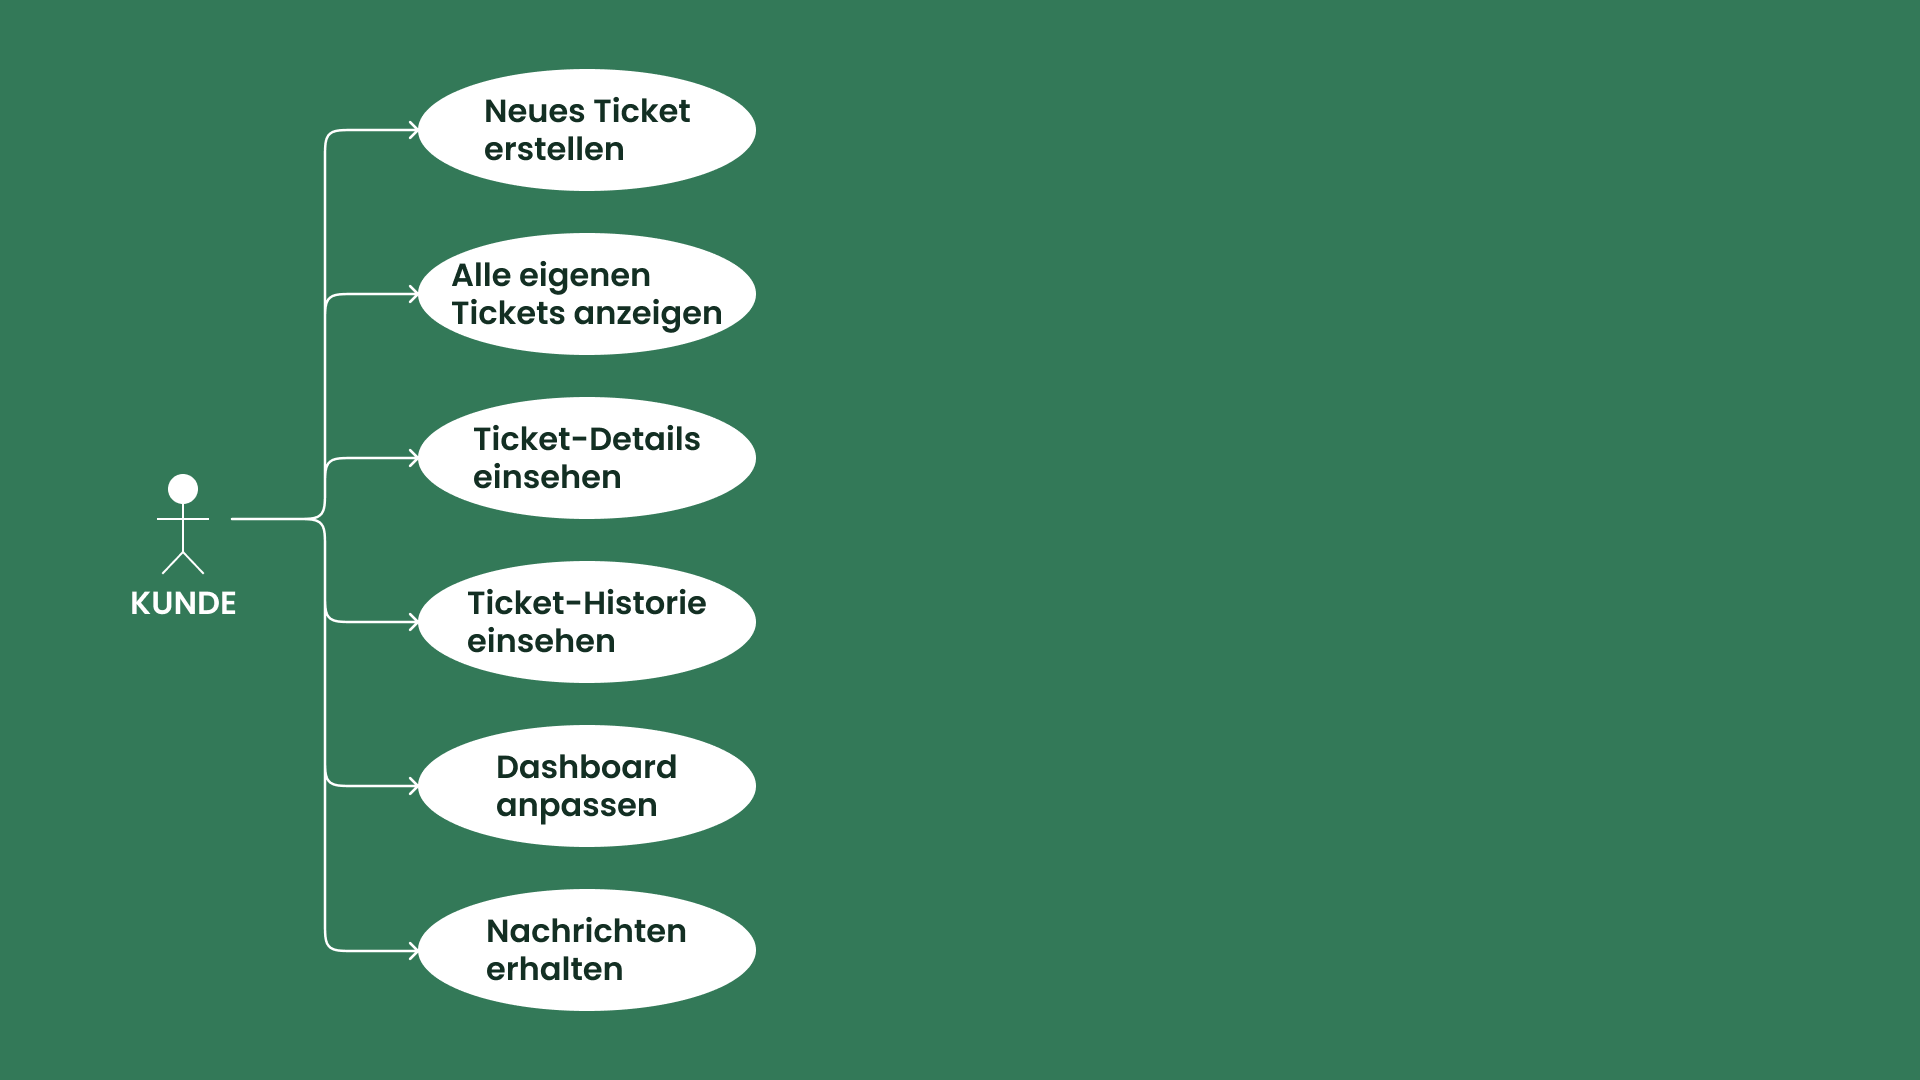 Neues Ticket
erstellen
Alle eigenen
Tickets anzeigen
Ticket-Details
einsehen
KUNDE
Ticket-Historie
einsehen
Dashboard
anpassen
Nachrichten
erhalten